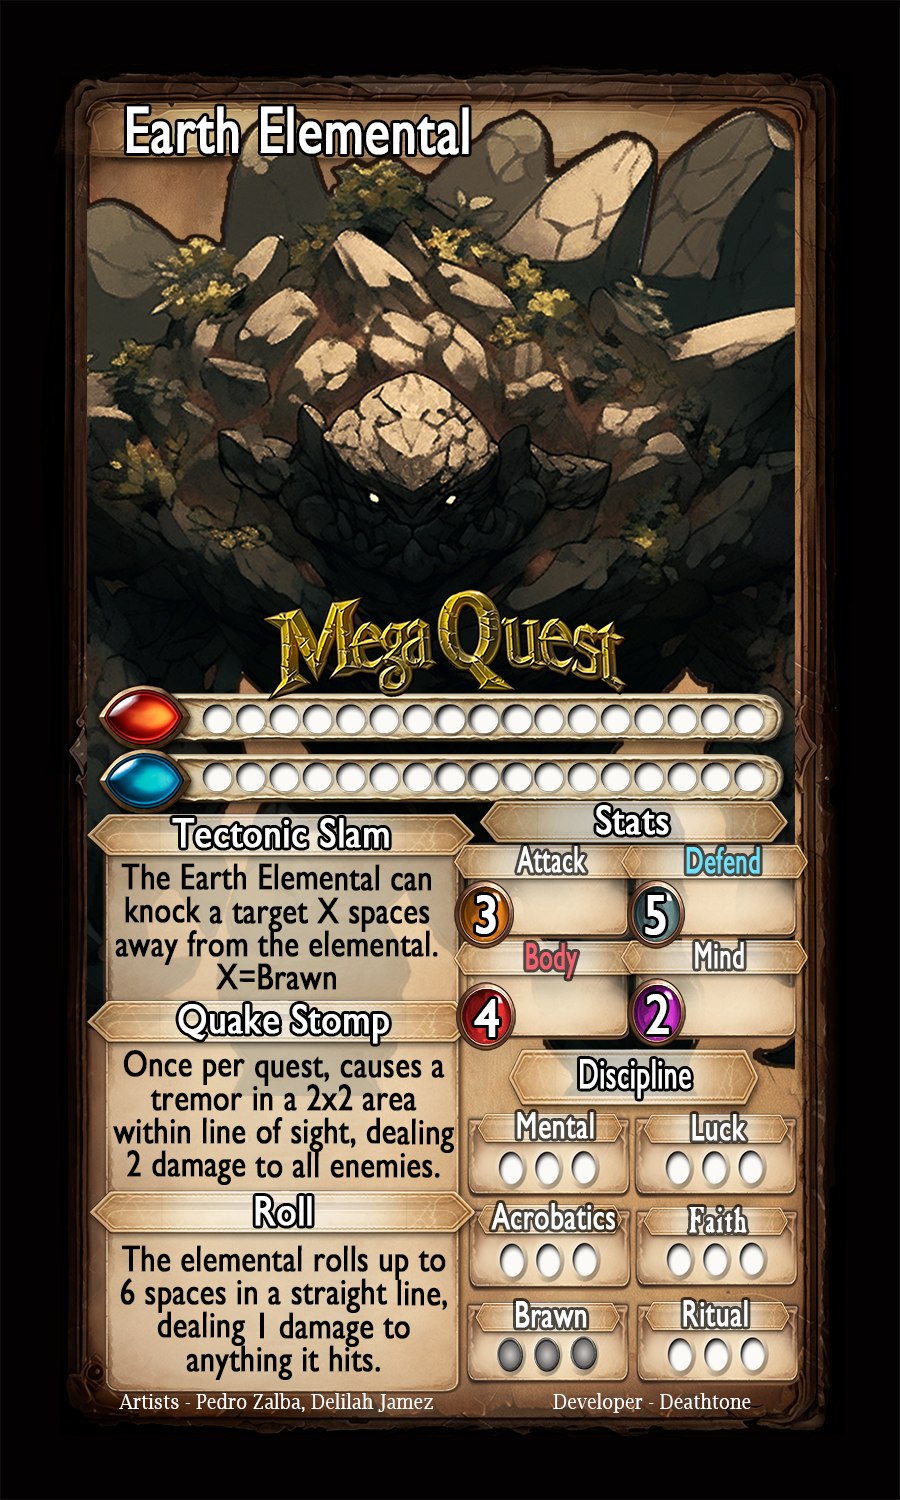 Earth Elemental
Mega Quest
Tectonic Slam
The Earth Elemental can
knock a target X spaces
away from the elemental.
X=Brawn
Quake Stomp
Once per quest, causes a
tremor in a 2x2 area
within line of sight, dealing
2 damage to all enemies.
Roll
The elemental rolls up to
6 spaces in a straight line,
dealing 1 damage to
anything it hits.
Stats
Attack Defend
3 5
Body Mind
4 2
Discipline
Mental Luck
Acrobatics Faith
Brawn Ritual
Artists - Pedro Zalba, Delilah Jamez
Developer - Deathtone